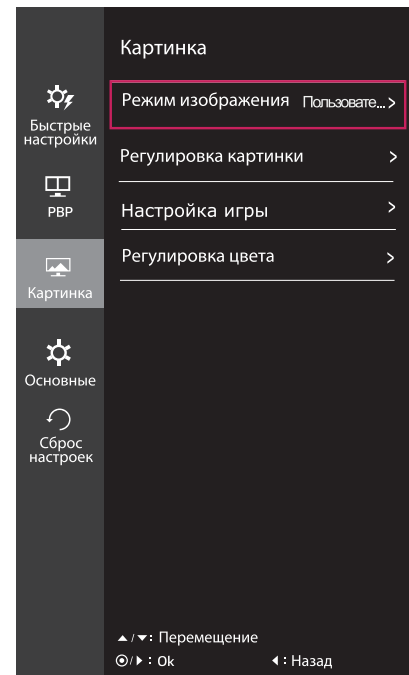 Картинка
Режим изображения Пользовате...>
Регулировка картинки >
Настройка игры >
Регулировка цвета >
Быстрые
настройки
PBP
Картинка
Основные
Сброс
настроек
▲/▼: Перемещение
◉/▶ : Ok
◀ : Назад